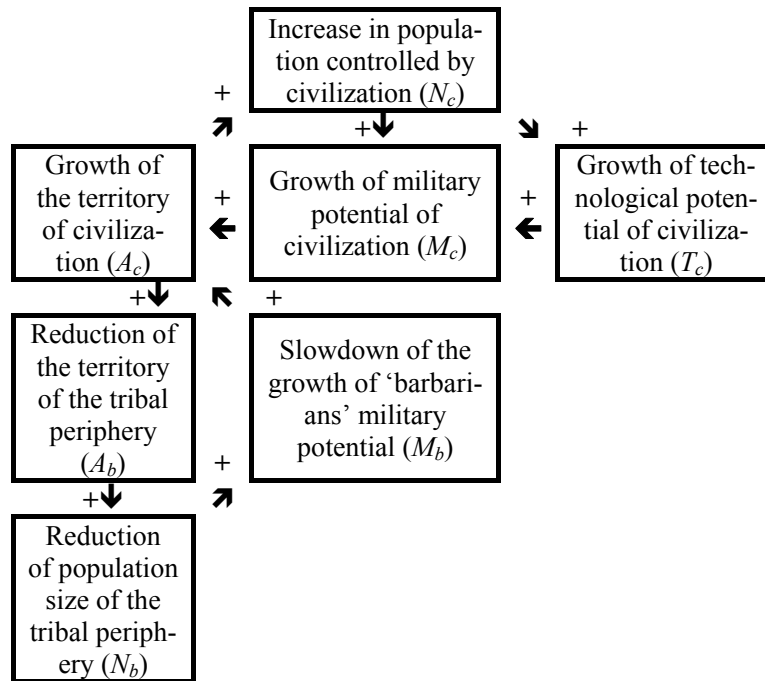 Increase in popula-
tion controlled by
civilization (Nc)
+
+
+
Growth of
the territory
of civiliza-
tion (Ac)
+
Growth of military
potential of
civilization (Mc)
+
Growth of tech-
nological poten-
tial of civiliza-
tion (Tc)
+
+
Reduction of
the territory
of the tribal
periphery
(Ab)
Slowdown of the
growth of ‘barbari-
ans’ military
potential (Mb)
+
+
Reduction
of population
size of the
tribal periph-
ery (Nb)